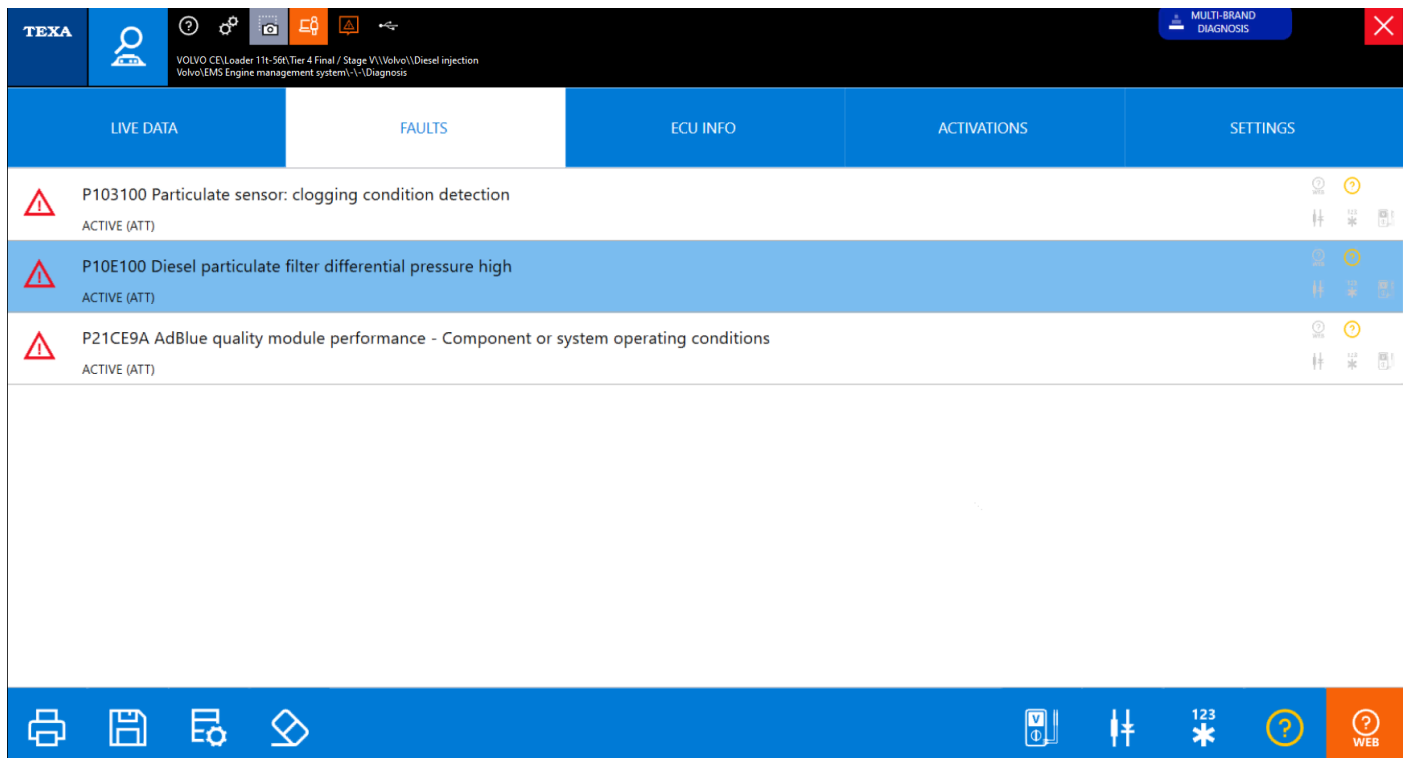 TEXA
MULTI-BRAND
DIAGNOSIS
VOLVO CE\Loader 11t-56t\Tier 4 Final / Stage V\\Volvo\\Diesel injection
Volvo\EMS Engine management system\-\-\Diagnosis
LIVE DATA
FAULTS
ECU INFO
ACTIVATIONS
SETTINGS
P103100 Particulate sensor: clogging condition detection
ACTIVE (ATT)
P10E100 Diesel particulate filter differential pressure high
ACTIVE (ATT)
P21CE9A AdBlue quality module performance - Component or system operating conditions
ACTIVE (ATT)
V
123
WEB